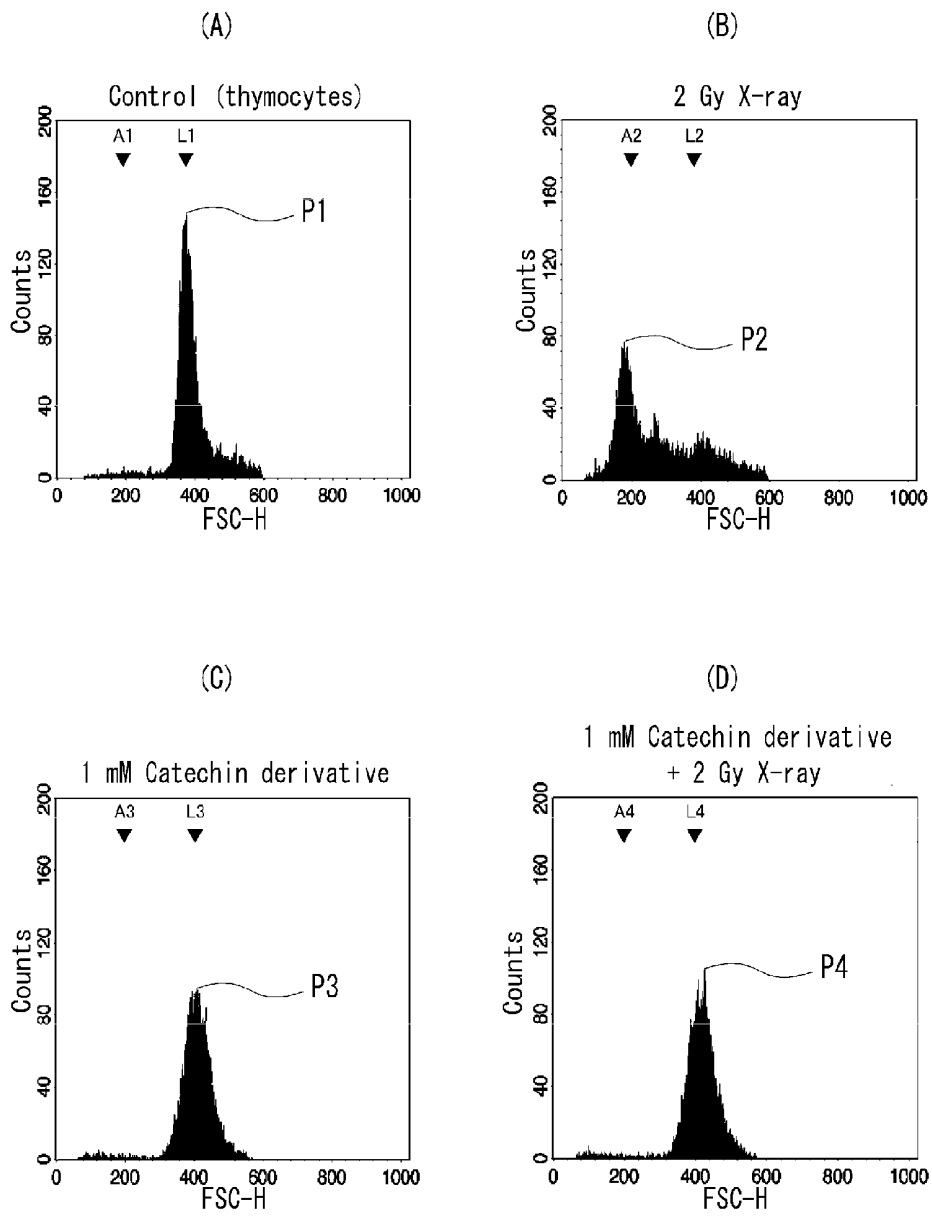 (A)
Control (thymocytes)
200
160
120
80
40
0
Counts
A1 L1
P1
0 200 400 600 800 1000
FSC-H
(B)
2 Gy X-ray
200
160
120
80
40
0
Counts
A2 L2
P2
0 200 400 600 800 1000
FSC-H
(C)
1 mM Catechin derivative
200
160
120
80
40
0
Counts
A3 L3
P3
0 200 400 600 800 1000
FSC-H
(D)
1 mM Catechin derivative
+ 2 Gy X-ray
200
160
120
80
40
0
Counts
A4 L4
P4
0 200 400 600 800 1000
FSC-H